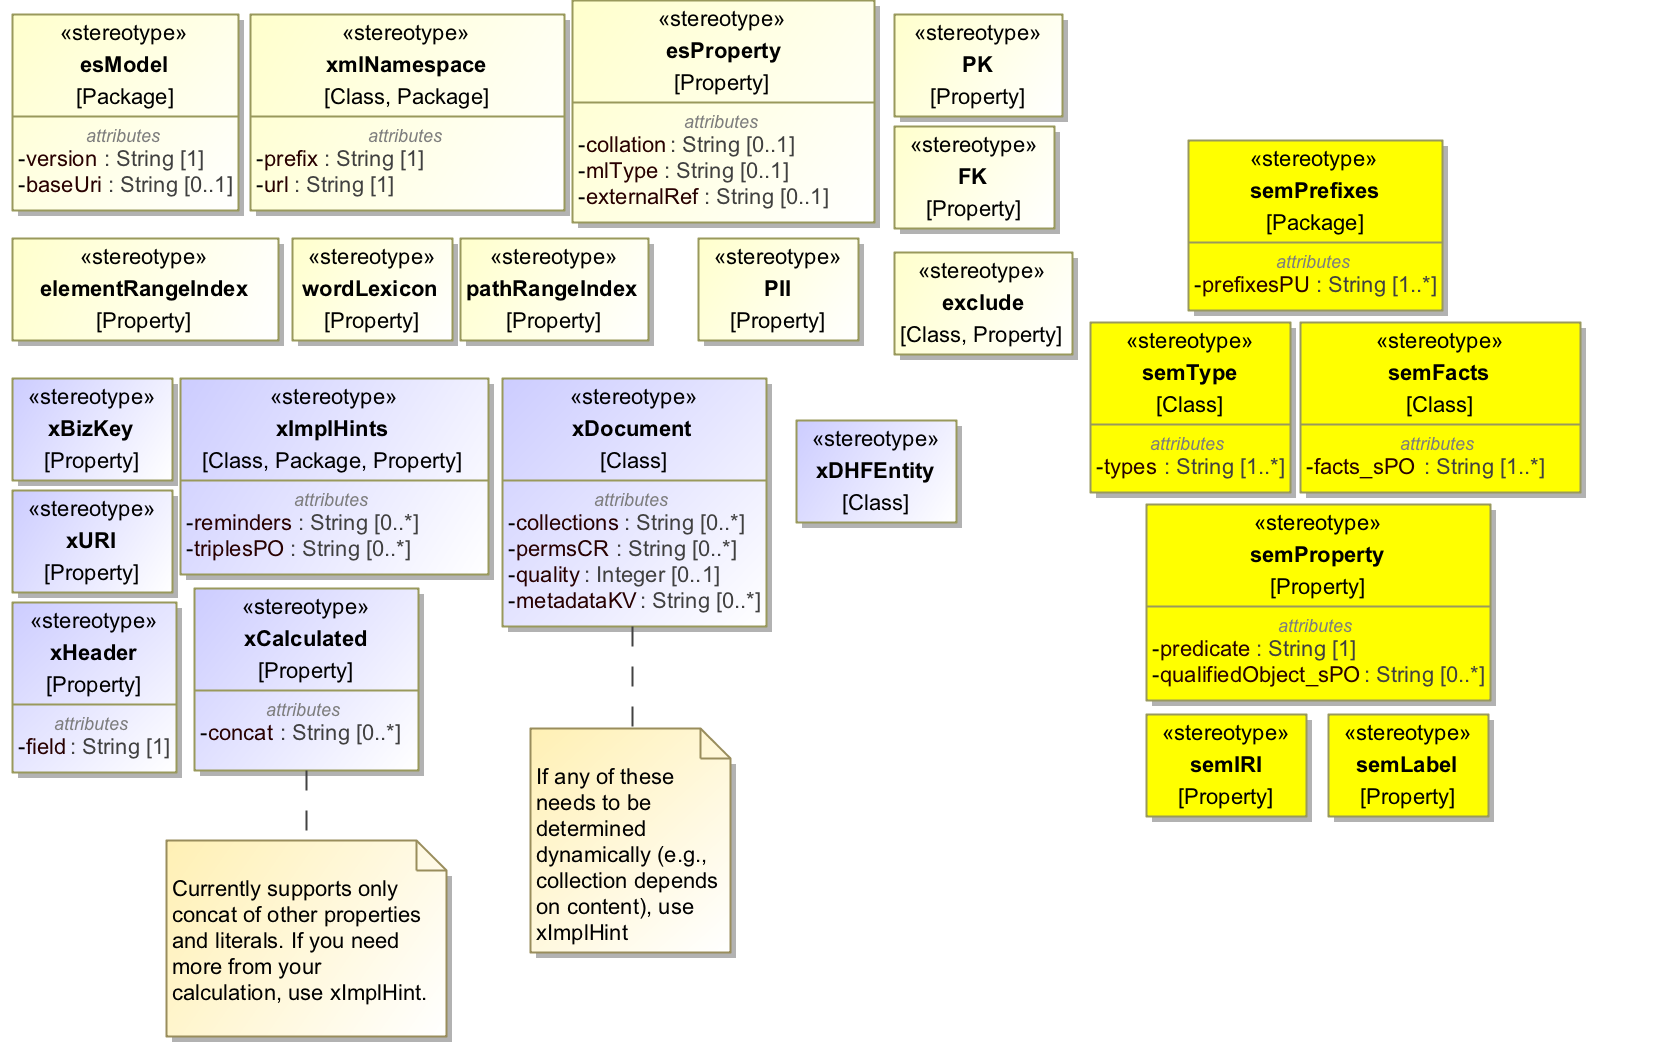 «stereotype»
esModel
[Package]
attributes
-version : String [1]
-baseUri : String [0..1]
«stereotype»
xmlNamespace
[Class, Package]
attributes
-prefix : String [1]
-url : String [1]
«stereotype»
esProperty
[Property]
attributes
-collation : String [0..1]
-mlType : String [0..1]
-externalRef : String [0..1]
«stereotype»
PK
[Property]
«stereotype»
FK
[Property]
«stereotype»
elementRangeIndex
[Property]
«stereotype»
wordLexicon
[Property]
«stereotype»
pathRangeIndex
[Property]
«stereotype»
PII
[Property]
«stereotype»
exclude
[Class, Property]
«stereotype»
semPrefixes
[Package]
attributes
-prefixesPU : String [1..*]
«stereotype»
semType
[Class]
attributes
-types : String [1..*]
«stereotype»
semFacts
[Class]
attributes
-facts_sPO : String [1..*]
«stereotype»
semProperty
[Property]
attributes
-predicate : String [1]
-qualifiedObject_sPO : String [0..*]
«stereotype»
semIRI
[Property]
«stereotype»
semLabel
[Property]
«stereotype»
xBizKey
[Property]
«stereotype»
xURI
[Property]
«stereotype»
xHeader
[Property]
attributes
-field : String [1]
«stereotype»
xImplHints
[Class, Package, Property]
attributes
-reminders : String [0..*]
-triplesPO : String [0..*]
«stereotype»
xCalculated
[Property]
attributes
-concat : String [0..*]
«stereotype»
xDocument
[Class]
attributes
-collections : String [0..*]
-permsCR : String [0..*]
-quality : Integer [0..1]
-metadataKV : String [0..*]
«stereotype»
xDHFEntity
[Class]
If any of these
needs to be
determined
dynamically (e.g.,
collection depends
on content), use
xImplHint
Currently supports only
concat of other properties
and literals. If you need
more from your
calculation, use xImplHint.